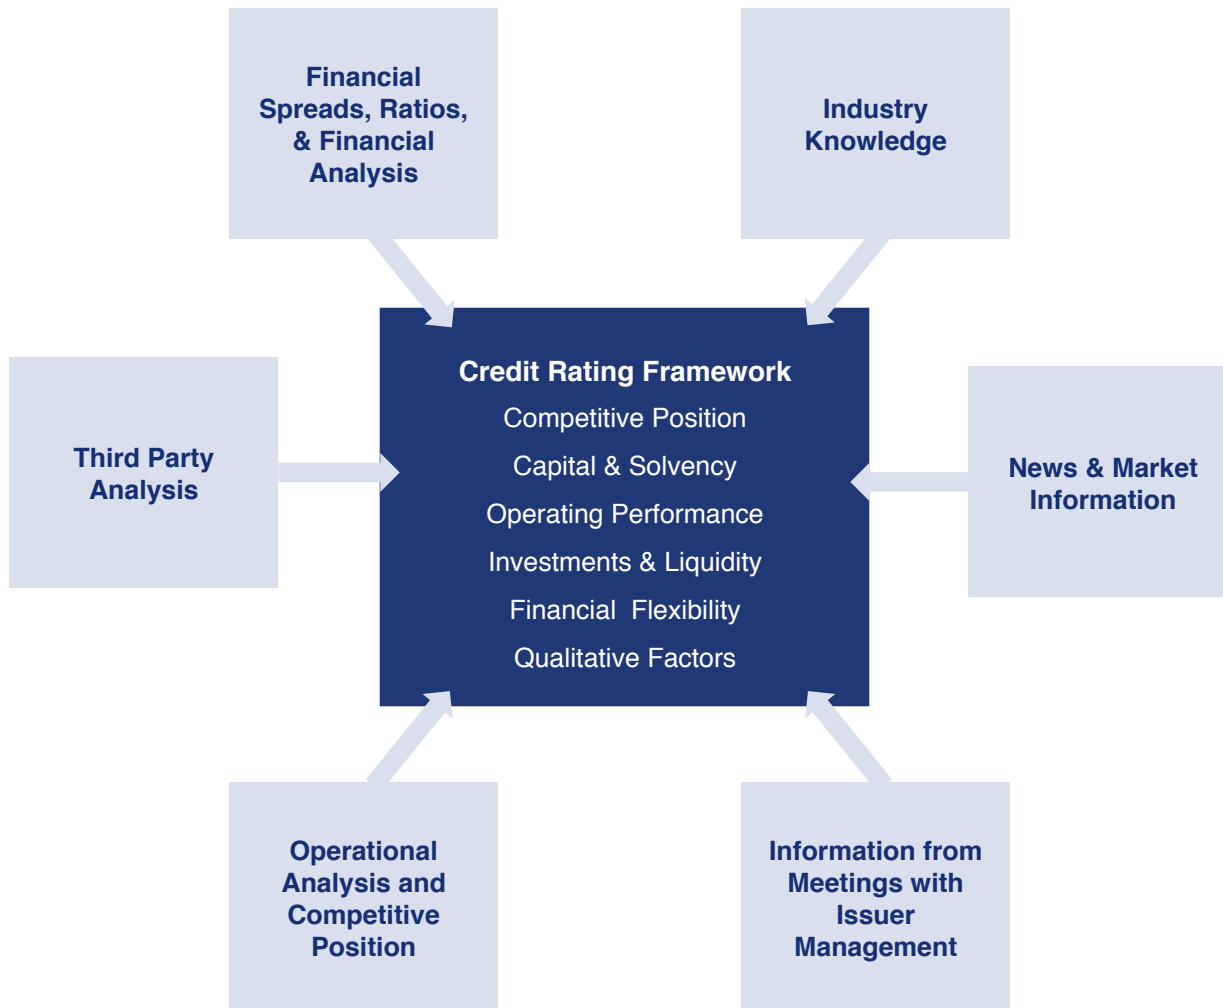 Financial
Spreads, Ratios,
& Financial
Analysis
Industry
Knowledge
Third Party
Analysis
Credit Rating Framework
Competitive Position
Capital & Solvency
Operating Performance
Investments & Liquidity
Financial  Flexibility
Qualitative Factors
News & Market
Information
Operational
Analysis and
Competitive
Position
Information from
Meetings with
Issuer
Management